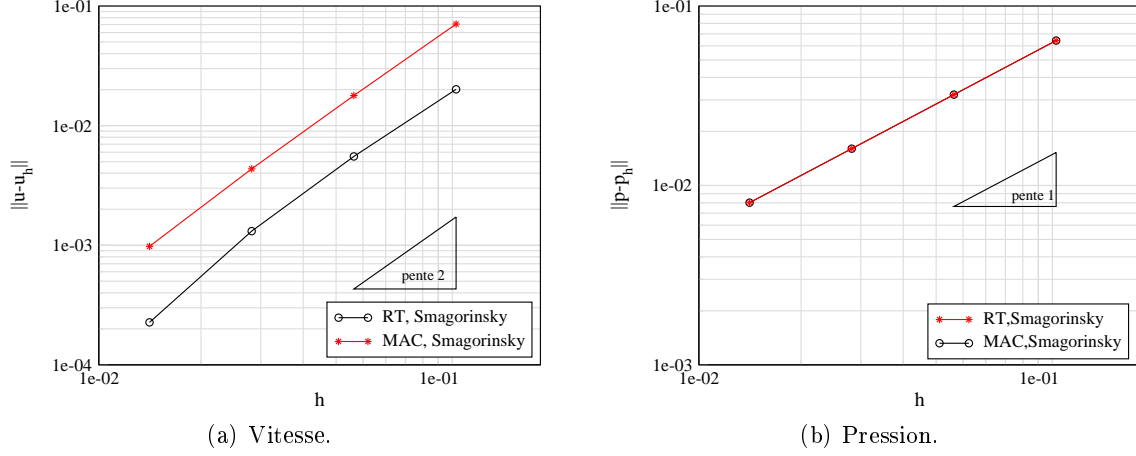 1e-01
1e-02
1e-03
1e-04
||u-u_h||
pente 2
RT, Smagorinsky
MAC, Smagorinsky
1e-02
1e-01
h
(a) Vitesse.
1e-01
1e-02
1e-03
||p-p_h||
pente 1
RT,Smagorinsky
MAC,Smagorinsky
1e-02
1e-01
h
(b) Pression.